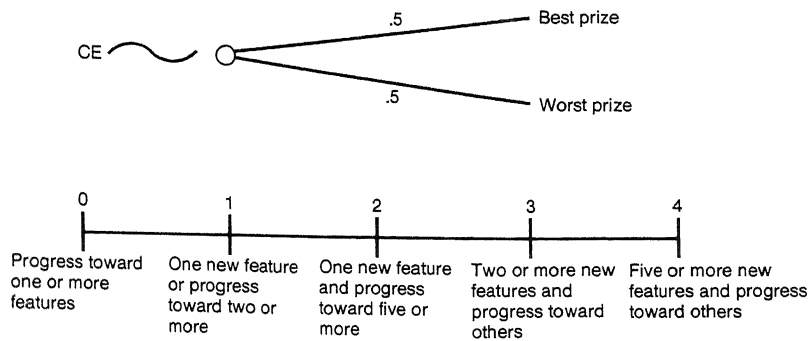 .5
Best prize
CE
.5
Worst prize
0
1
2
3
4
Progress toward
one or more
features
One new feature
or progress
toward two or
more
One new feature
and progress
toward five or
more
Two or more new
features and
progress toward
others
Five or more new
features and progress
toward others